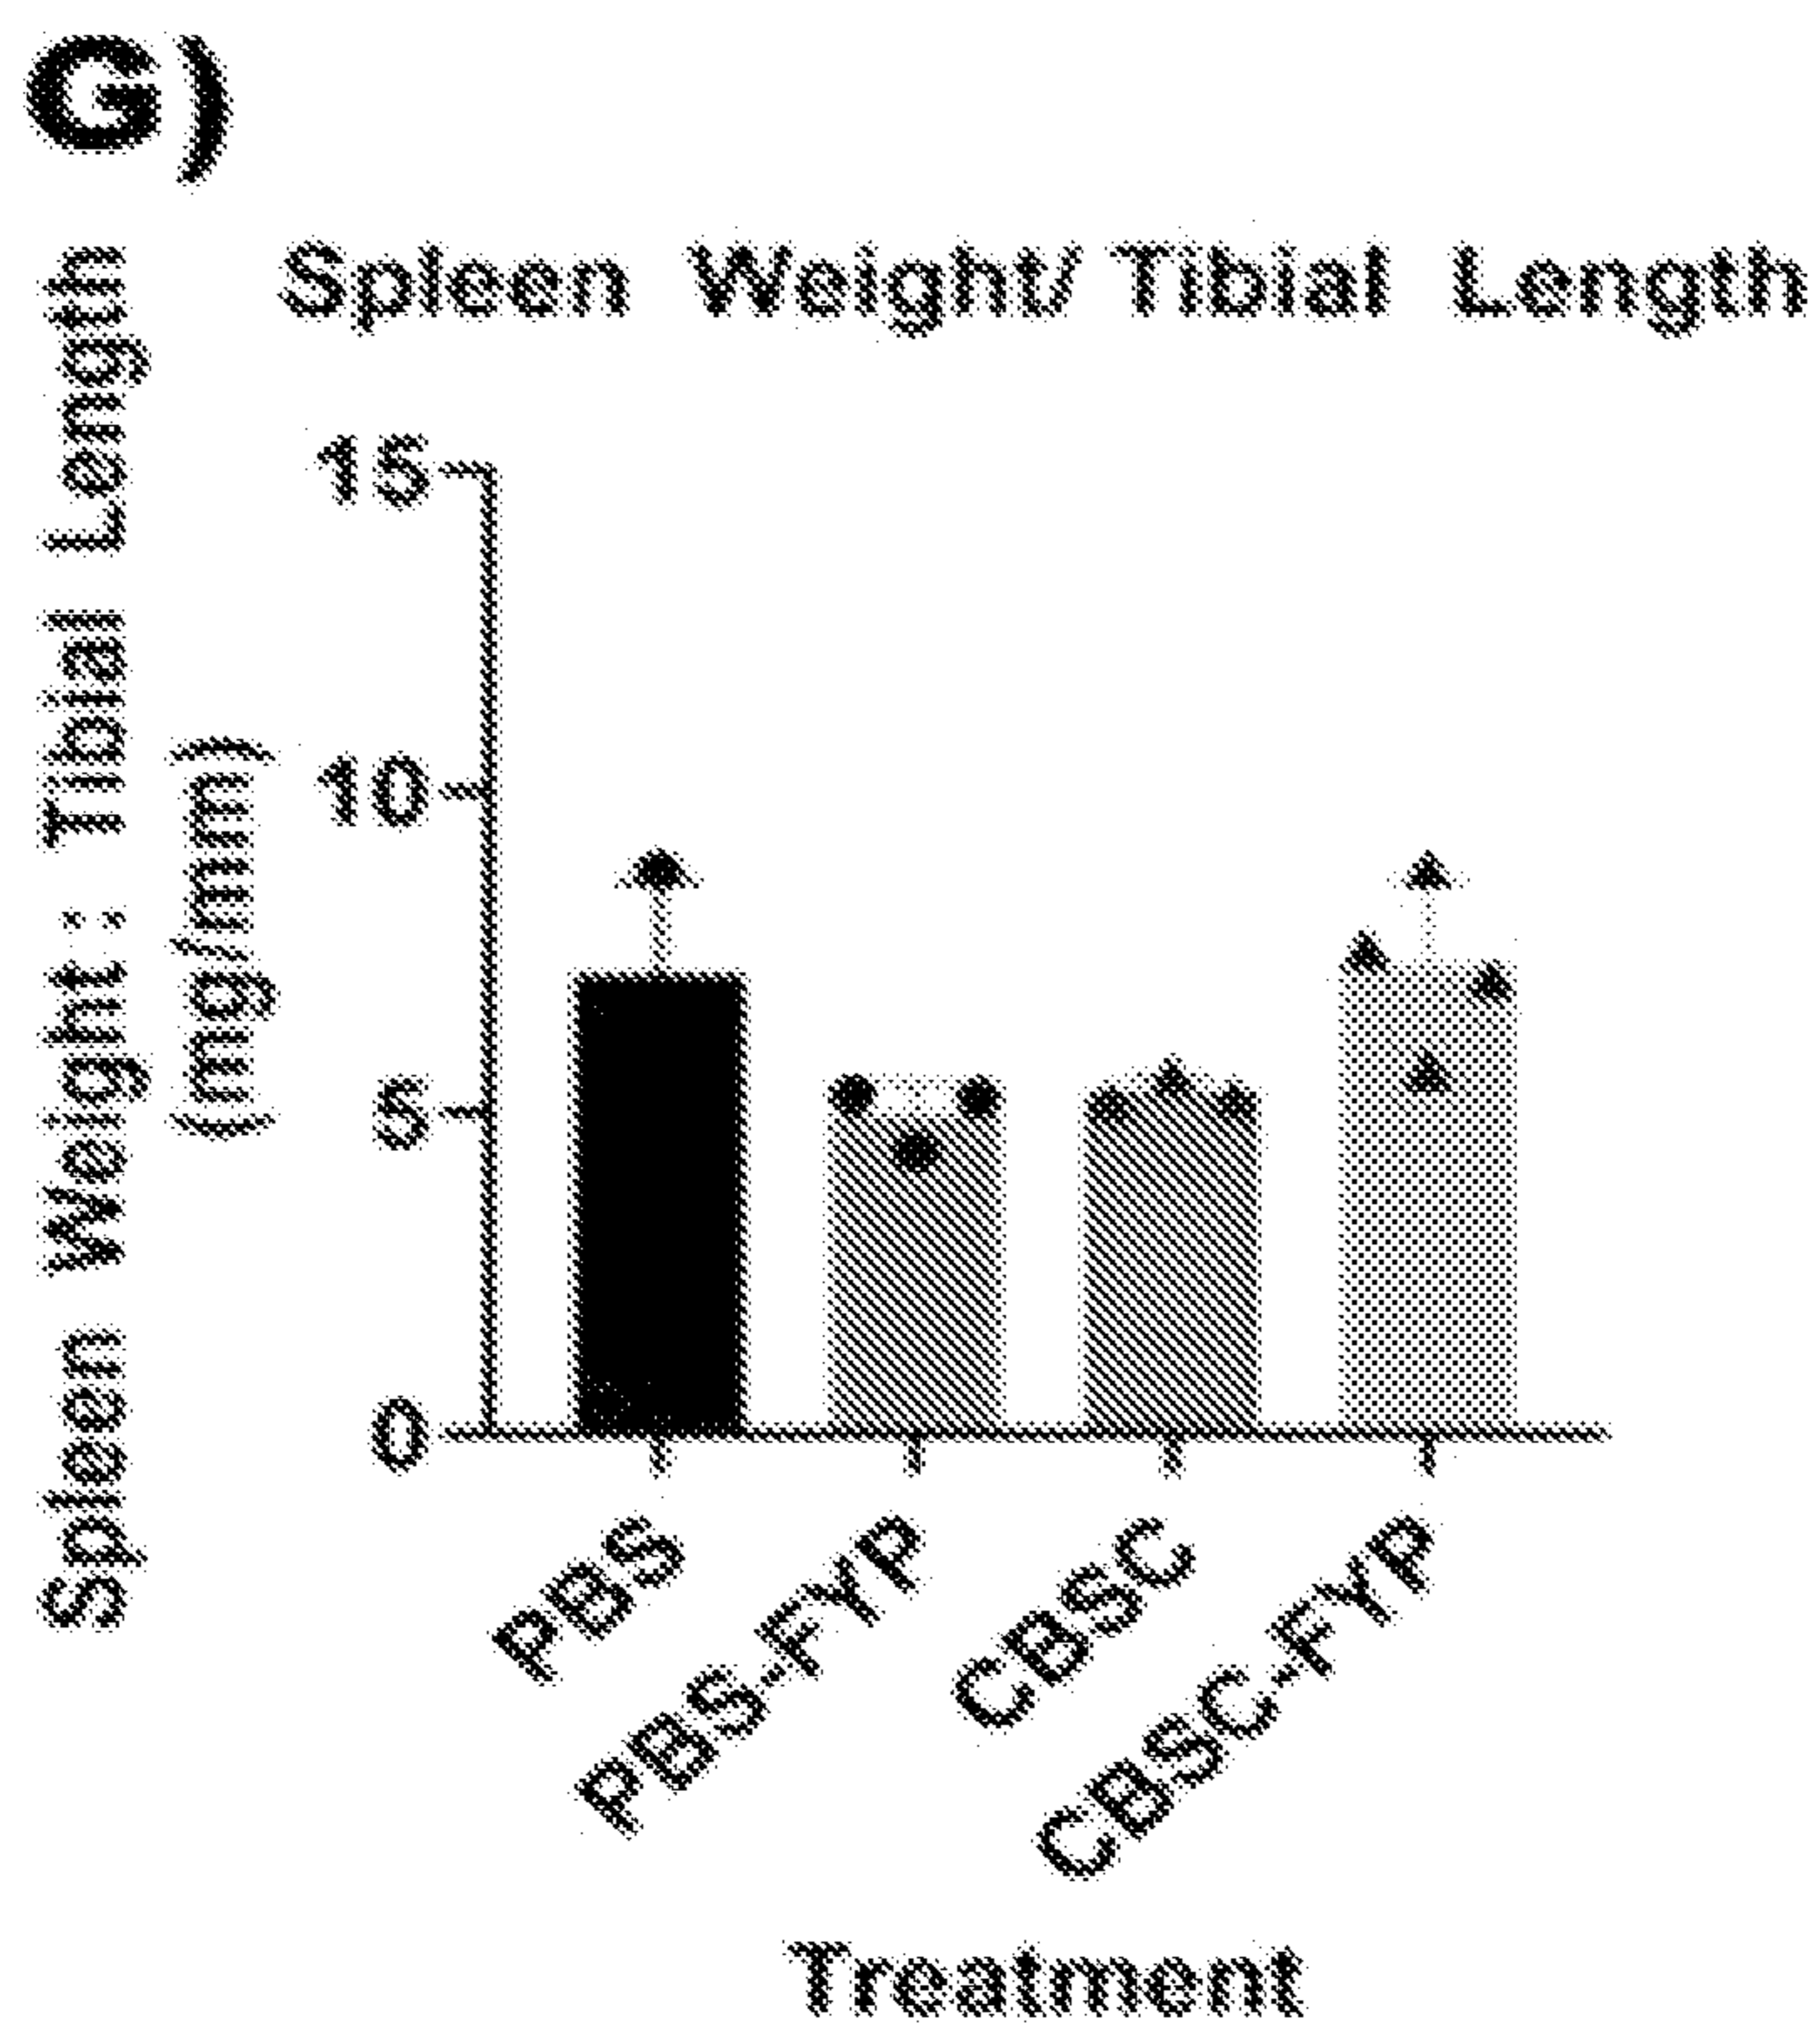 G)
Spleen Weight/ Tibial Length
Spleen Weight : Tibial Length
(mg/mm)
15
10
5
0
PBS
PBS-FYP
CBSC
CBSC-FYP
Treatment